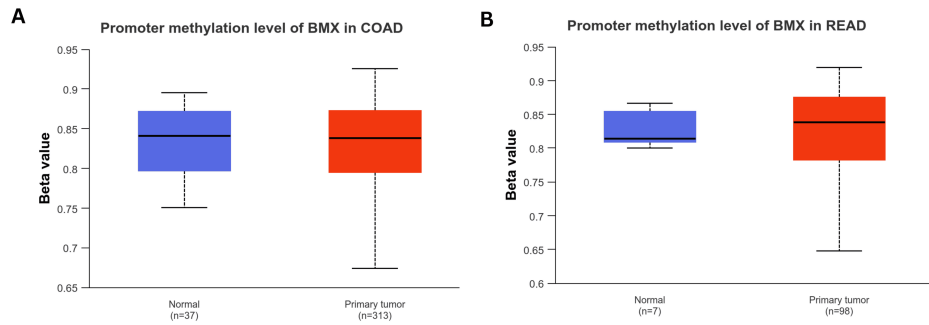 A
Promoter methylation level of BMX in COAD
Beta value
0.95
0.9
0.85
0.8
0.75
0.7
0.65
Normal
(n=37)
Primary tumor
(n=313)
B
Promoter methylation level of BMX in READ
Beta value
0.95
0.9
0.85
0.8
0.75
0.7
0.65
0.6
Normal
(n=7)
Primary tumor
(n=98)